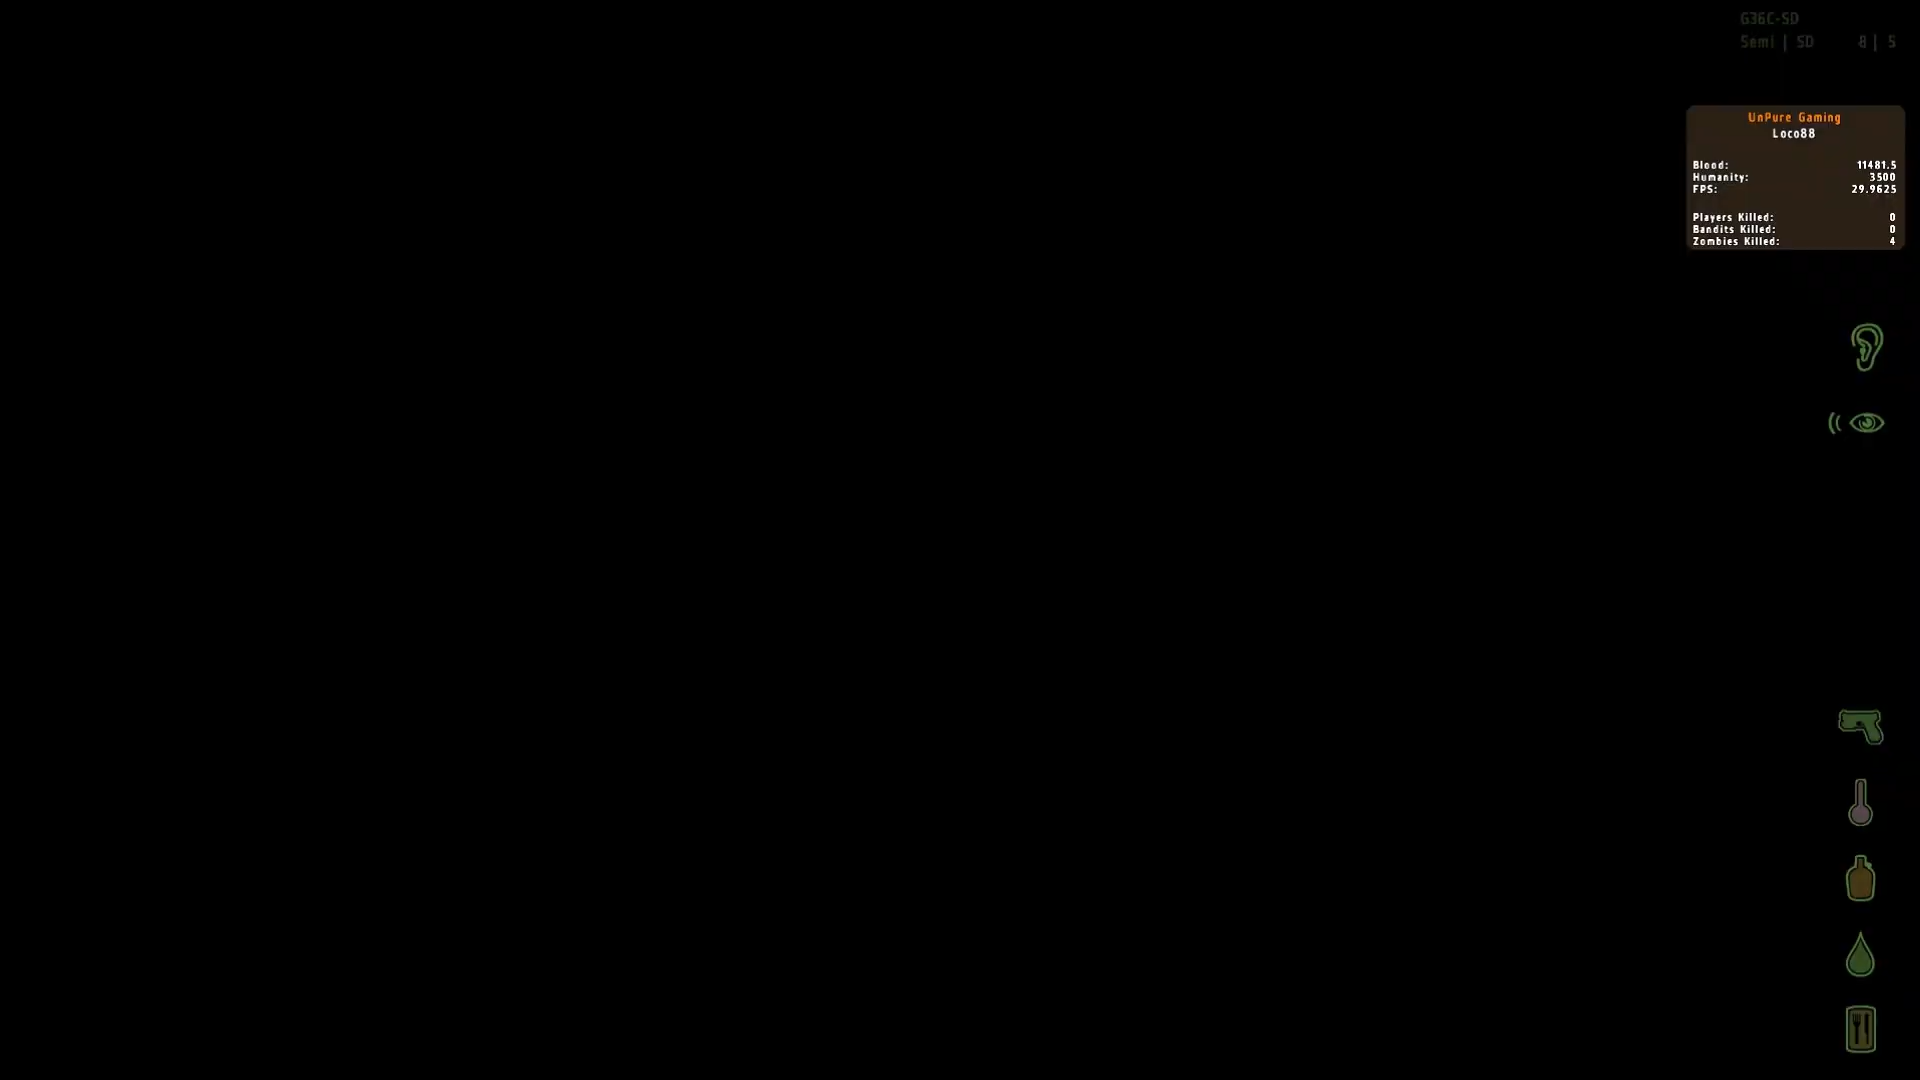 G36C-SD
Semi | SD 8 | 5
UnPure Gaming
Loco88
Blood: 11481.5
Humanity: 3500
FPS: 29.9625
Players Killed: 0
Bandits Killed: 0
Zombies Killed: 4